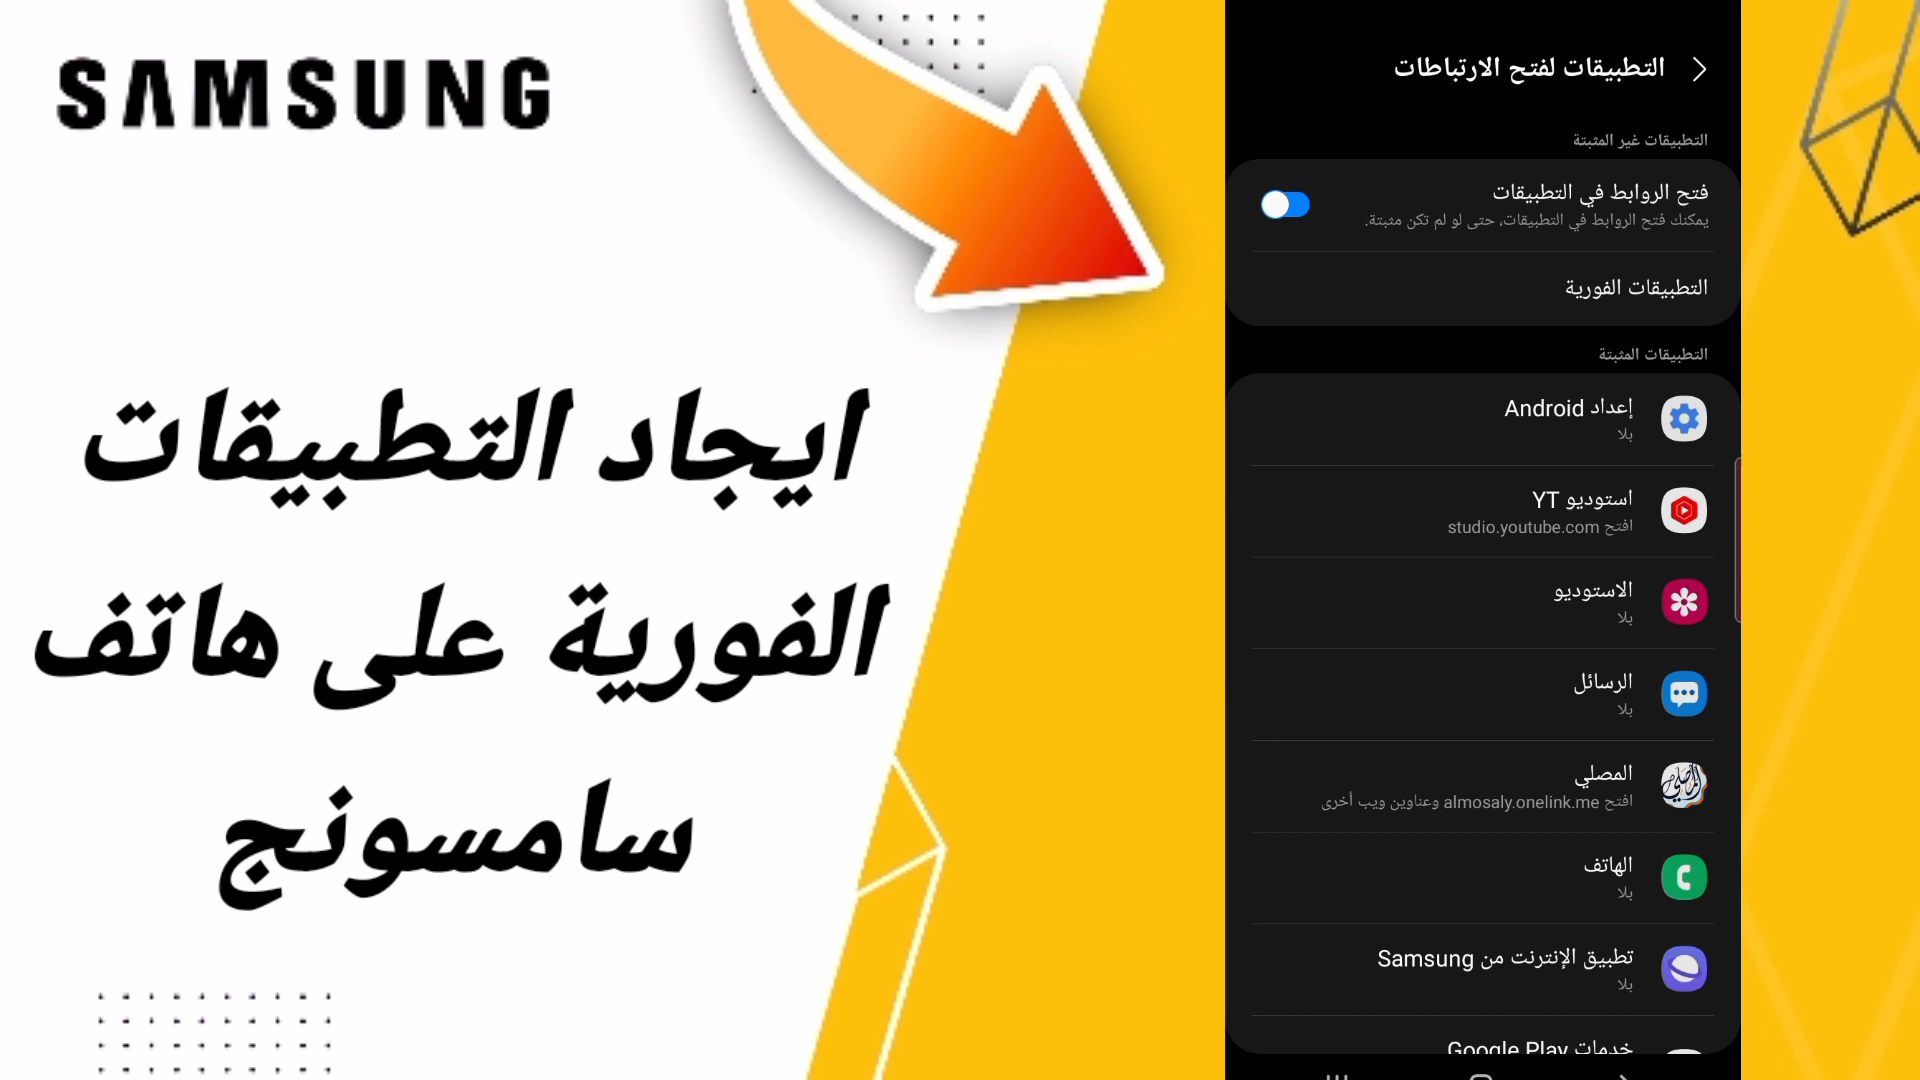 SAMSUNG
ايجاد التطبيقات
الفورية على هاتف
سامسونج
التطبيقات لفتح الارتباطات
التطبيقات غير المثبتة
فتح الروابط في التطبيقات
يمكنك فتح الروابط في التطبيقات، حتى لو لم تكن مثبتة.
التطبيقات الفورية
التطبيقات المثبتة
إعداد Android
بلا
استوديو YT
افتح studio.youtube.com
الاستوديو
بلا
الرسائل
بلا
المصلي
افتح almosaly.onelink.me وعناوين ويب أخرى
الهاتف
بلا
تطبيق الإنترنت من Samsung
بلا
خدمات Google Play